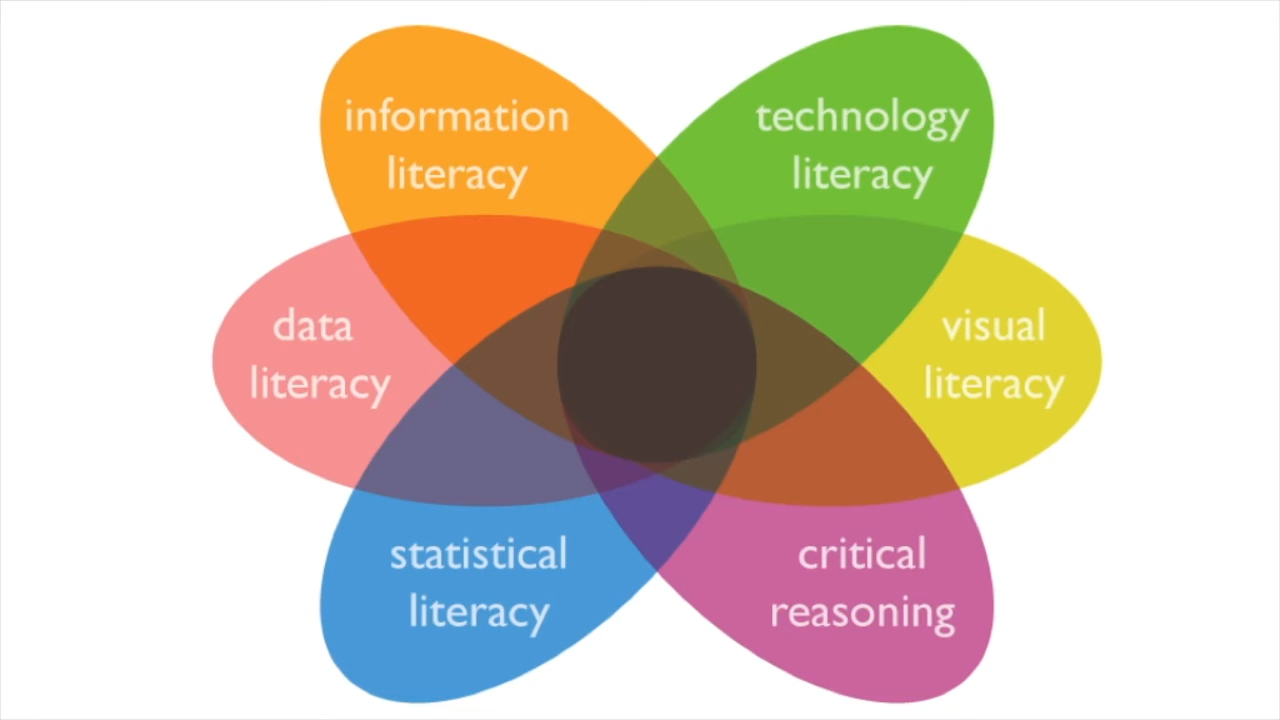 information
literacy
technology
literacy
data
literacy
visual
literacy
statistical
literacy
critical
reasoning